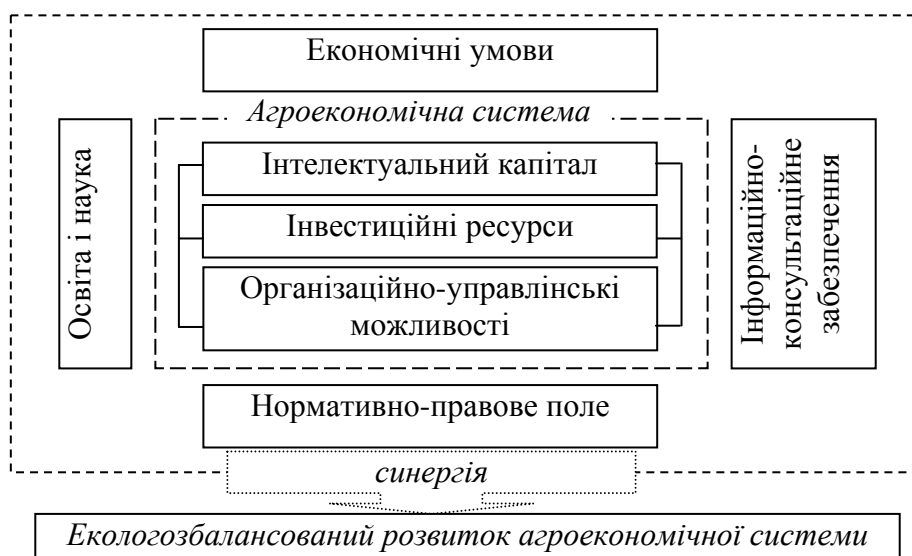 Економічні умови
Агроекономічна система
Освіта і наука
Інтелектуальний капітал
Інвестиційні ресурси
Організаційно-управлінські
можливості
Інформаційно-
консультаційне
забезпечення
Нормативно-правове поле
синергія
Екологозбалансований розвиток агроекономічної системи